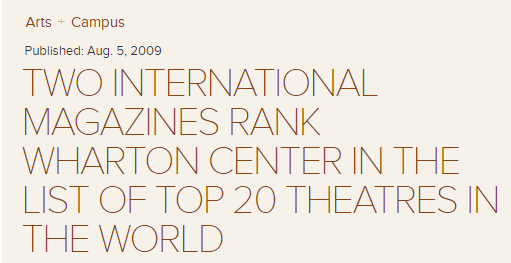 Arts + Campus
Published: Aug. 5, 2009
TWO INTERNATIONAL
MAGAZINES RANK
WHARTON CENTER IN THE
LIST OF TOP 20 THEATRES IN
THE WORLD